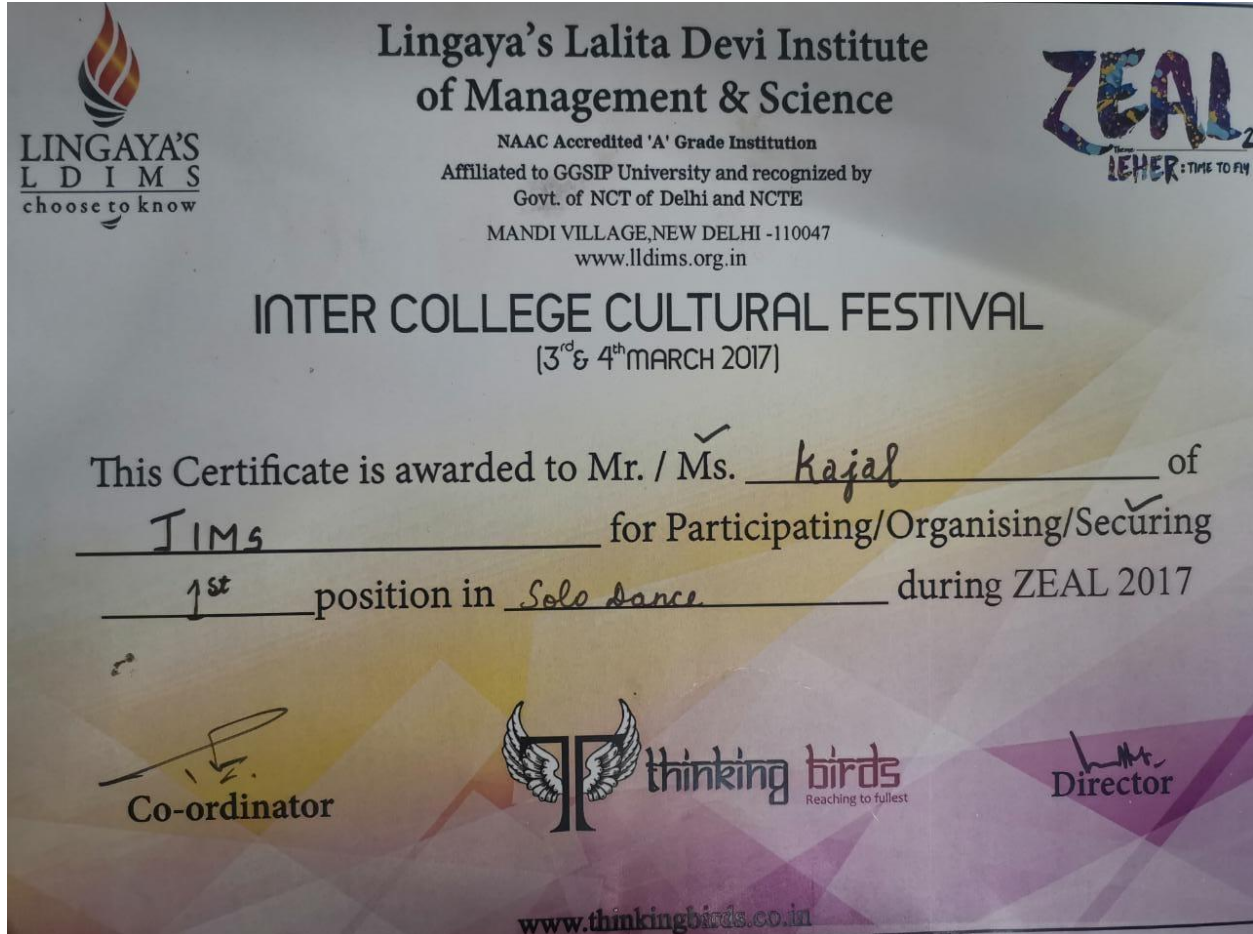 LINGAYA'S
L D I M S
choose to know
Lingaya's Lalita Devi Institute
of Management & Science
NAAC Accredited 'A' Grade Institution
Affiliated to GGSIP University and recognized by
Govt. of NCT of Delhi and NCTE
MANDI VILLAGE,NEW DELHI -110047
www.lldims.org.in
ZEAL 2
LEHER: TIME TO FLY
INTER COLLEGE CULTURAL FESTIVAL
(3rd & 4th MARCH 2017)
This Certificate is awarded to Mr. / Ms. Kajal of
JIMS for Participating/Organising/Securing
1st position in Solo Dance during ZEAL 2017
Co-ordinator
thinking birds
Reaching to fullest
Director
www.thinkingbirds.co.in